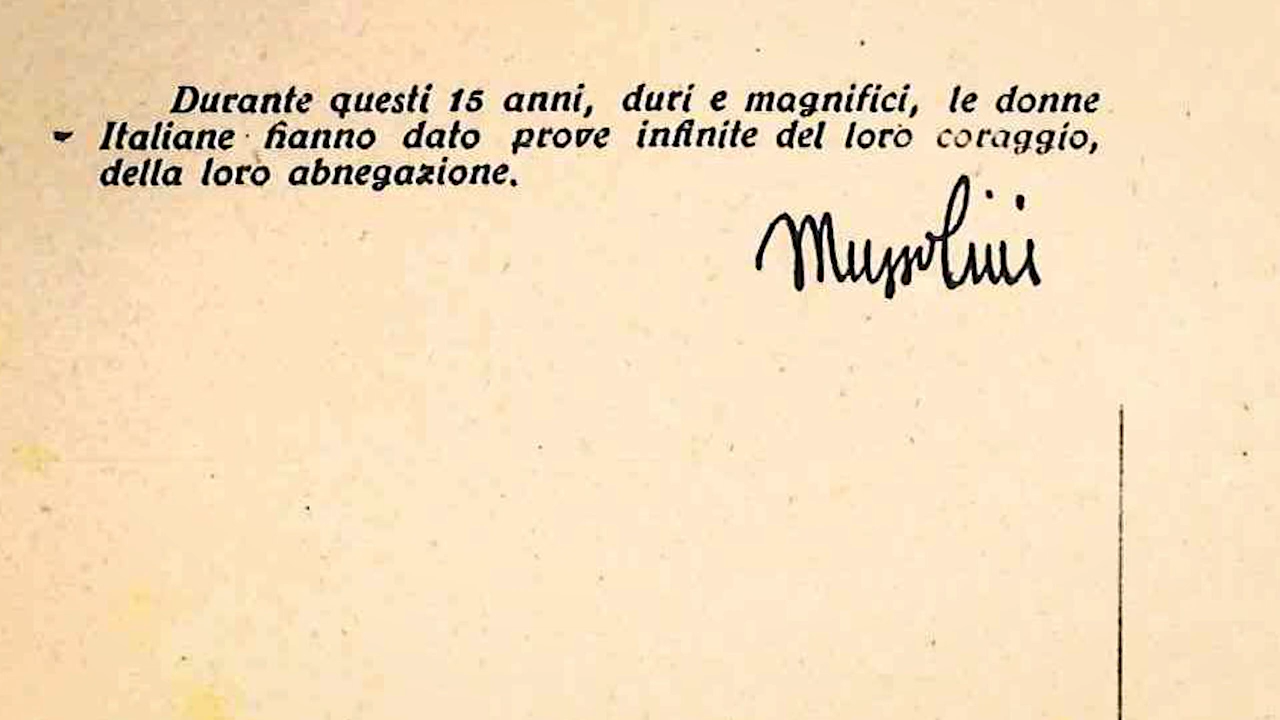 Durante questi 15 anni, duri e magnifici, le donne
Italiane hanno dato prove infinite del loro coraggio,
della loro abnegazione.
Mussolini